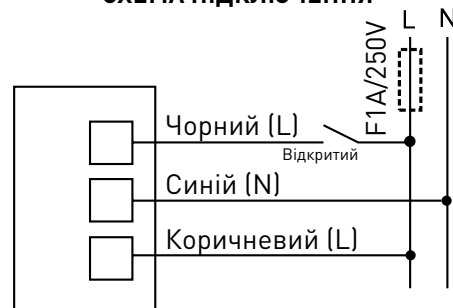 СХЕМА ПІДКЛЮЧЕННЯ
L N
F1A/250V
Чорний (L)
Відкритий
Синій (N)
Коричневий (L)